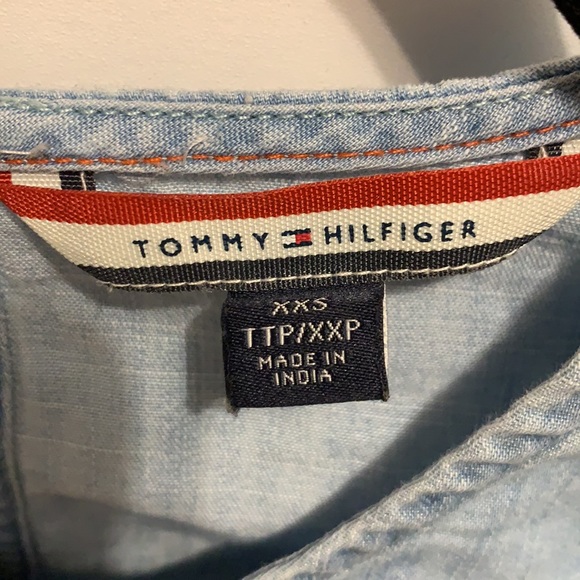 TOMMY HILFIGER
XXS
TTP/XXP
MADE IN
INDIA